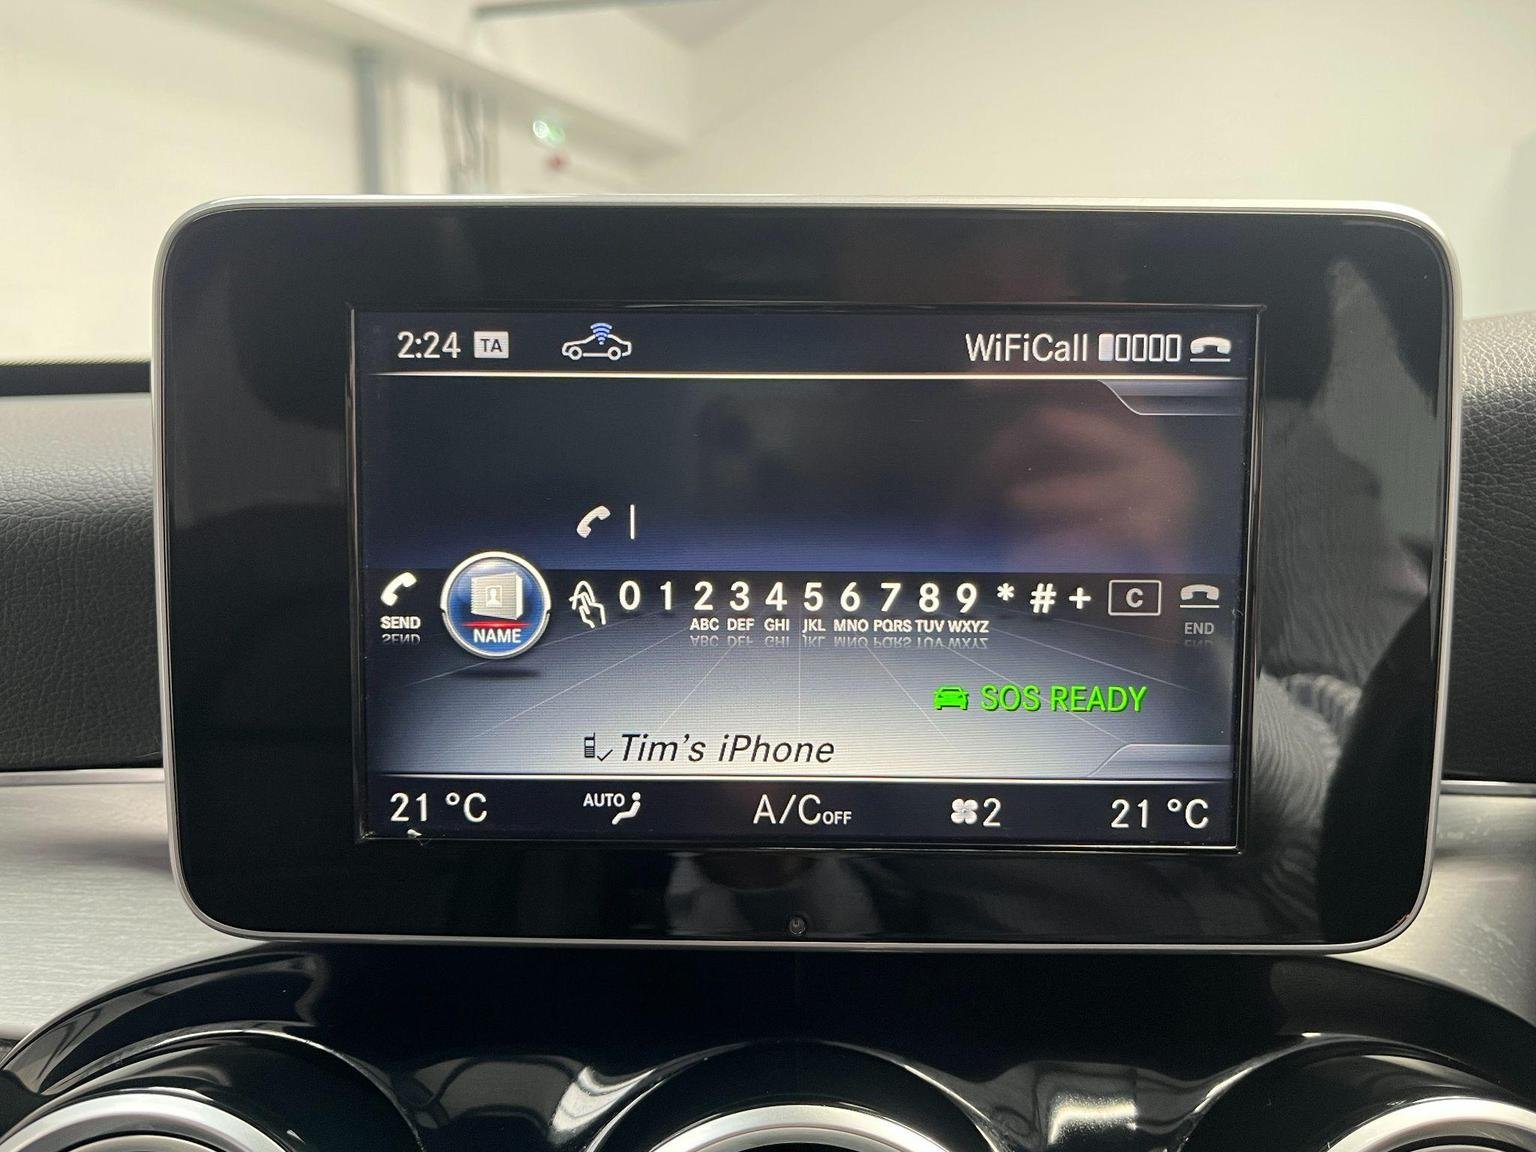 2:24 TA WiFiCall
0 1 2 3 4 5 6 7 8 9 * # + C
SEND NAME ABC DEF GHI JKL MNO PQRS TUV WXYZ END
SOS READY
Tim's iPhone
21 °C AUTO A/C OFF 2 21 °C